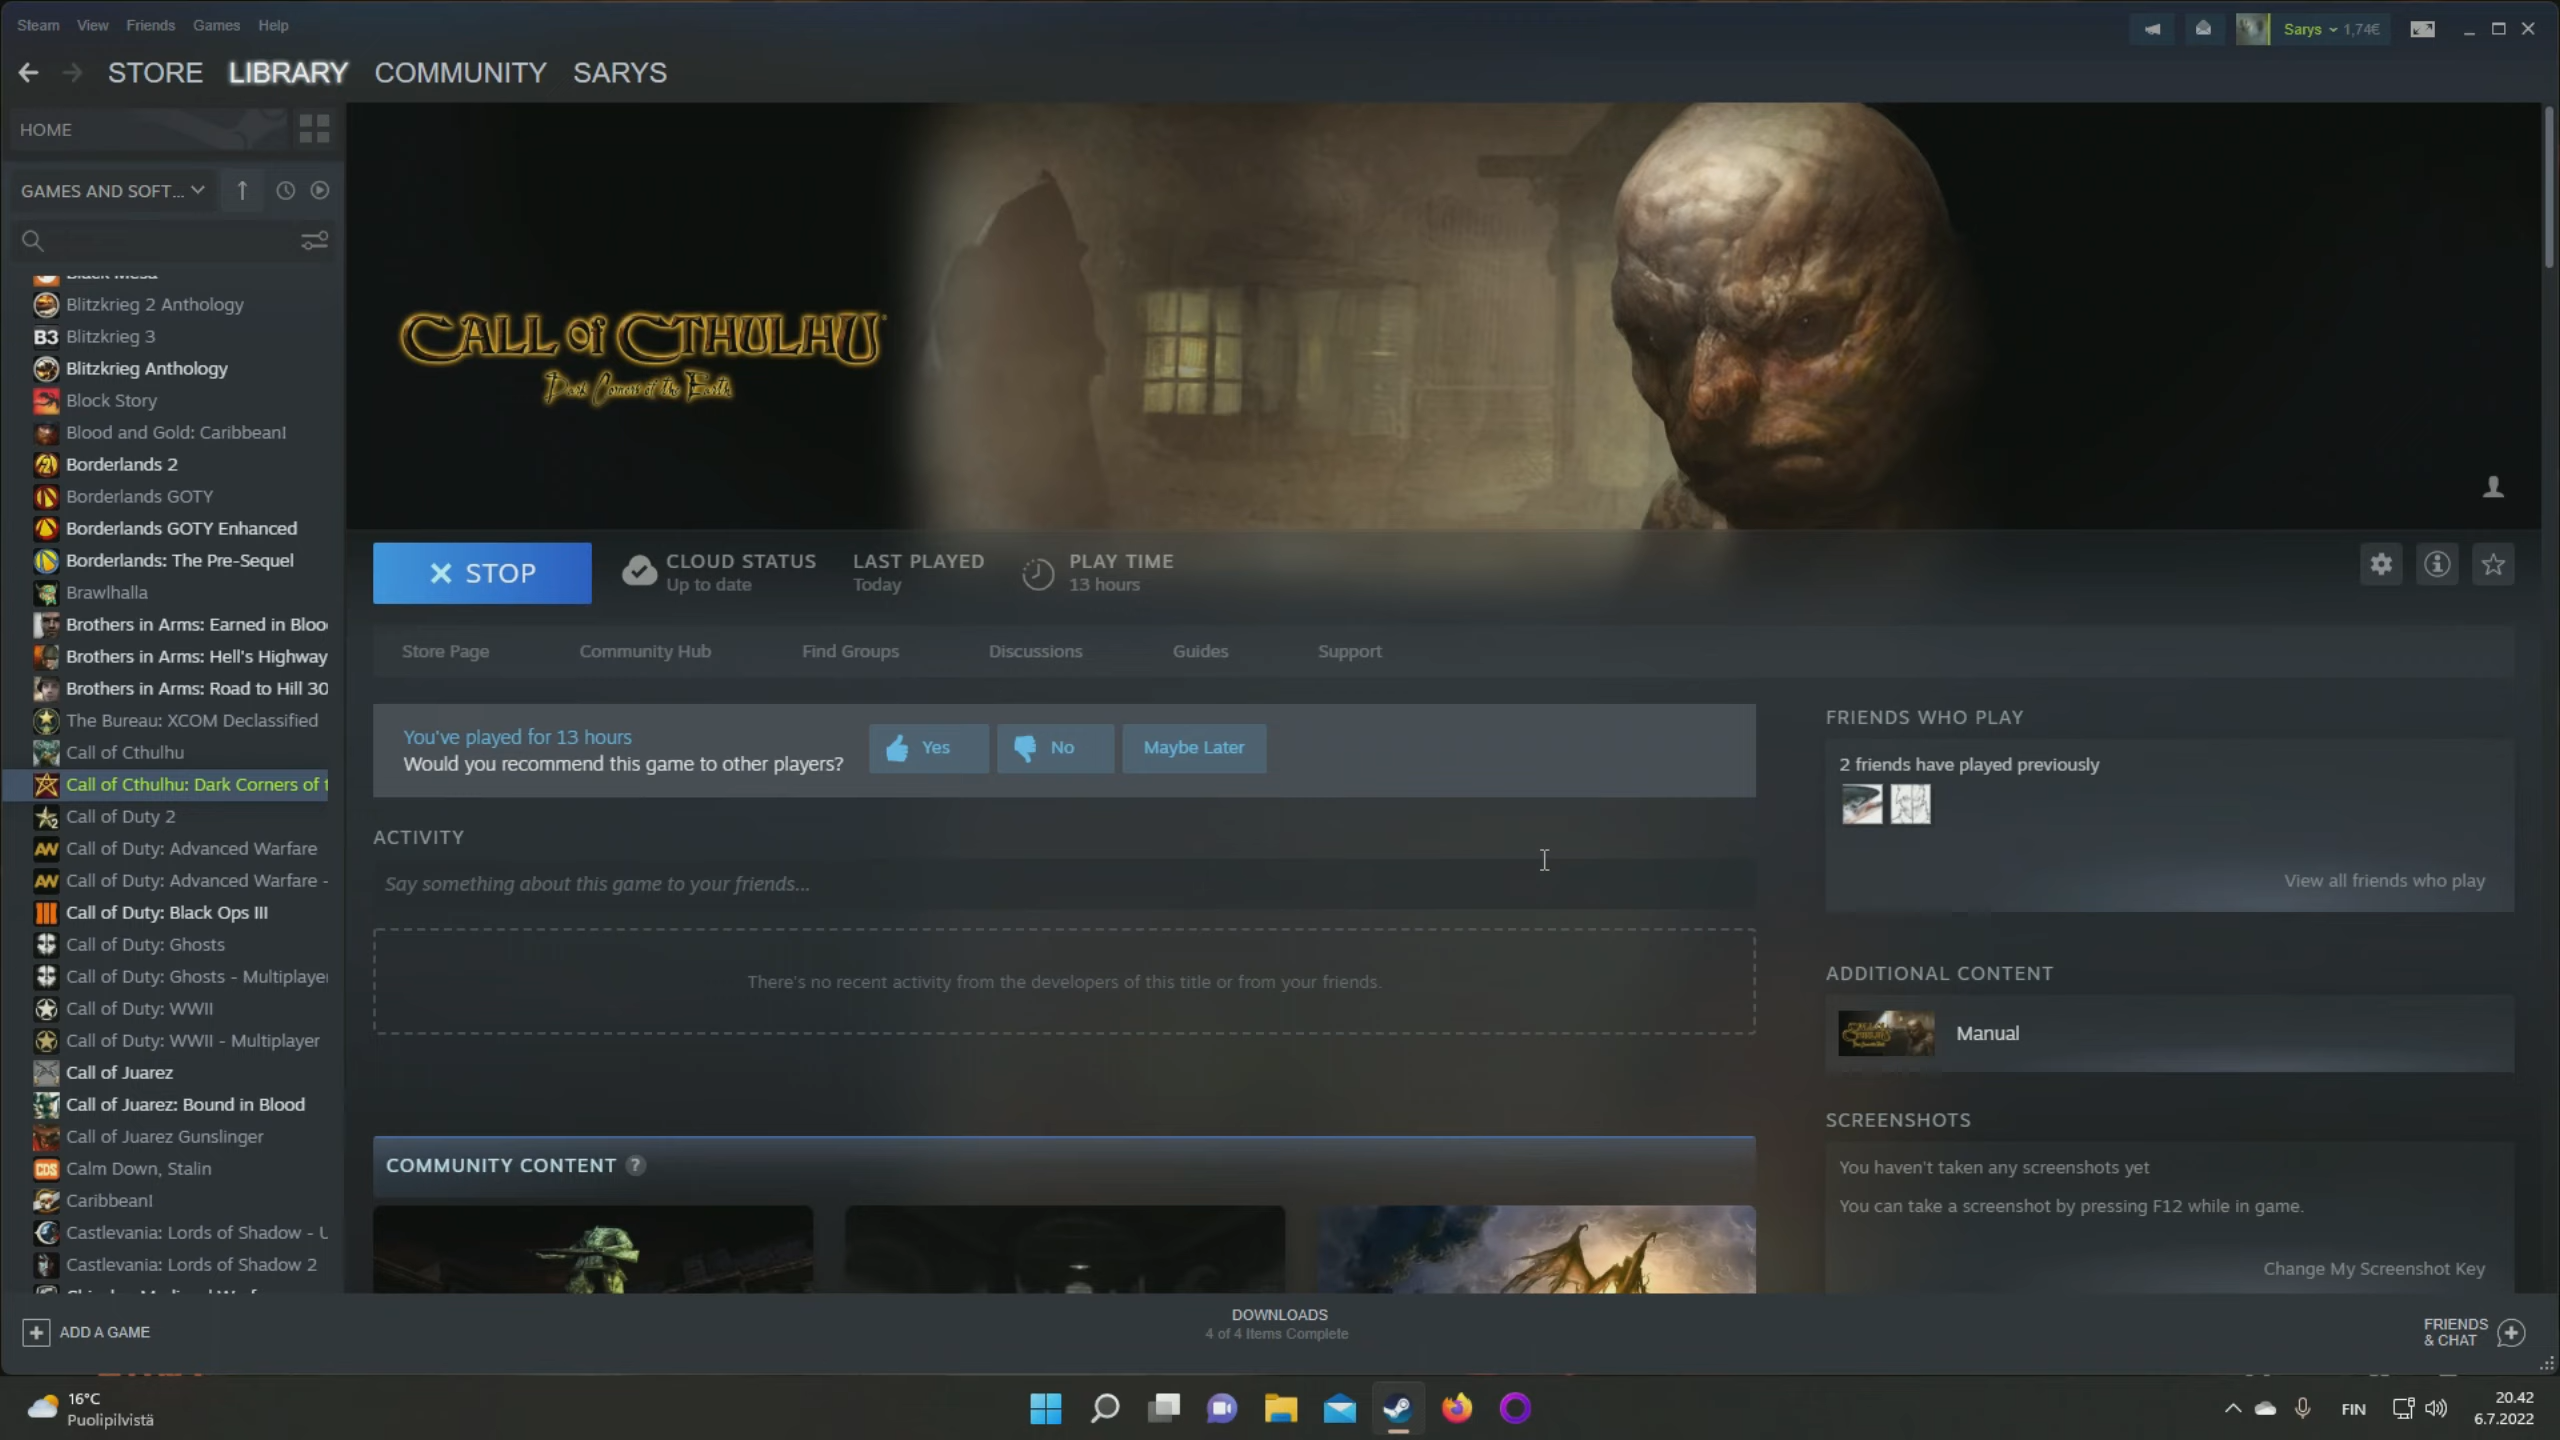 Steam View Friends Games Help
Sarys 1,74€
STORE LIBRARY COMMUNITY SARYS
HOME
GAMES AND SOFT...
Black Mesa
Blitzkrieg 2 Anthology
B3 Blitzkrieg 3
Blitzkrieg Anthology
Block Story
Blood and Gold: Caribbean!
Borderlands 2
Borderlands GOTY
Borderlands GOTY Enhanced
Borderlands: The Pre-Sequel
Brawlhalla
Brothers in Arms: Earned in Bloo
Brothers in Arms: Hell's Highway
Brothers in Arms: Road to Hill 30
The Bureau: XCOM Declassified
Call of Cthulhu
Call of Cthulhu: Dark Corners of t
Call of Duty 2
AW Call of Duty: Advanced Warfare
AW Call of Duty: Advanced Warfare -
Call of Duty: Black Ops III
Call of Duty: Ghosts
Call of Duty: Ghosts - Multiplayer
Call of Duty: WWII
Call of Duty: WWII - Multiplayer
Call of Juarez
Call of Juarez: Bound in Blood
Call of Juarez Gunslinger
CDS Calm Down, Stalin
Caribbean!
Castlevania: Lords of Shadow - U
Castlevania: Lords of Shadow 2
ADD A GAME
CALL of CTHULHU
Dark Corners of the Earth
STOP
CLOUD STATUS
Up to date
LAST PLAYED
Today
PLAY TIME
13 hours
Store Page Community Hub Find Groups Discussions Guides Support
You've played for 13 hours
Would you recommend this game to other players?
Yes No Maybe Later
ACTIVITY
Say something about this game to your friends...
There's no recent activity from the developers of this title or from your friends.
COMMUNITY CONTENT ?
FRIENDS WHO PLAY
2 friends have played previously
View all friends who play
ADDITIONAL CONTENT
Manual
SCREENSHOTS
You haven't taken any screenshots yet
You can take a screenshot by pressing F12 while in game.
Change My Screenshot Key
DOWNLOADS
4 of 4 Items Complete
FRIENDS
& CHAT
16°C
Puolipilvistä
FIN
20.42
6.7.2022